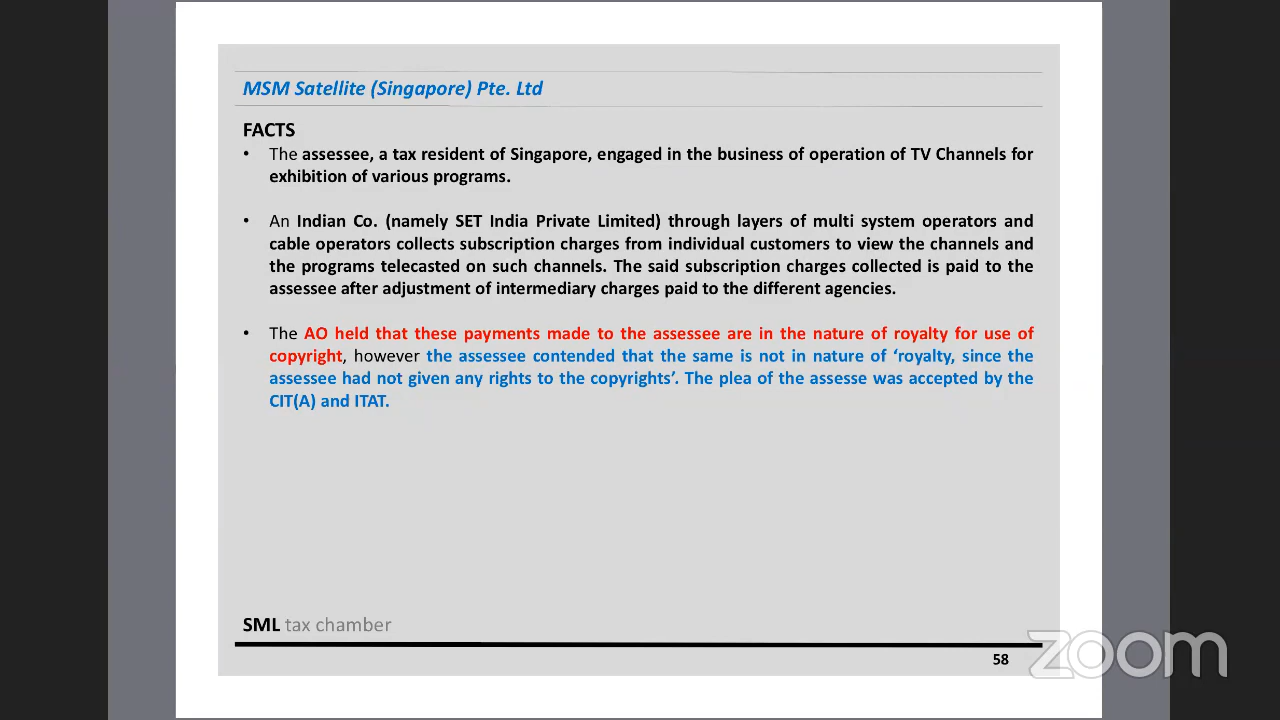 MSM Satellite (Singapore) Pte. Ltd
FACTS
• The assessee, a tax resident of Singapore, engaged in the business of operation of TV Channels for
exhibition of various programs.
• An Indian Co. (namely SET India Private Limited) through layers of multi system operators and
cable operators collects subscription charges from individual customers to view the channels and
the programs telecasted on such channels. The said subscription charges collected is paid to the
assessee after adjustment of intermediary charges paid to the different agencies.
• The AO held that these payments made to the assessee are in the nature of royalty for use of
copyright, however the assessee contended that the same is not in nature of ‘royalty, since the
assessee had not given any rights to the copyrights’. The plea of the assesse was accepted by the
CIT(A) and ITAT.
SML tax chamber
58
zoom